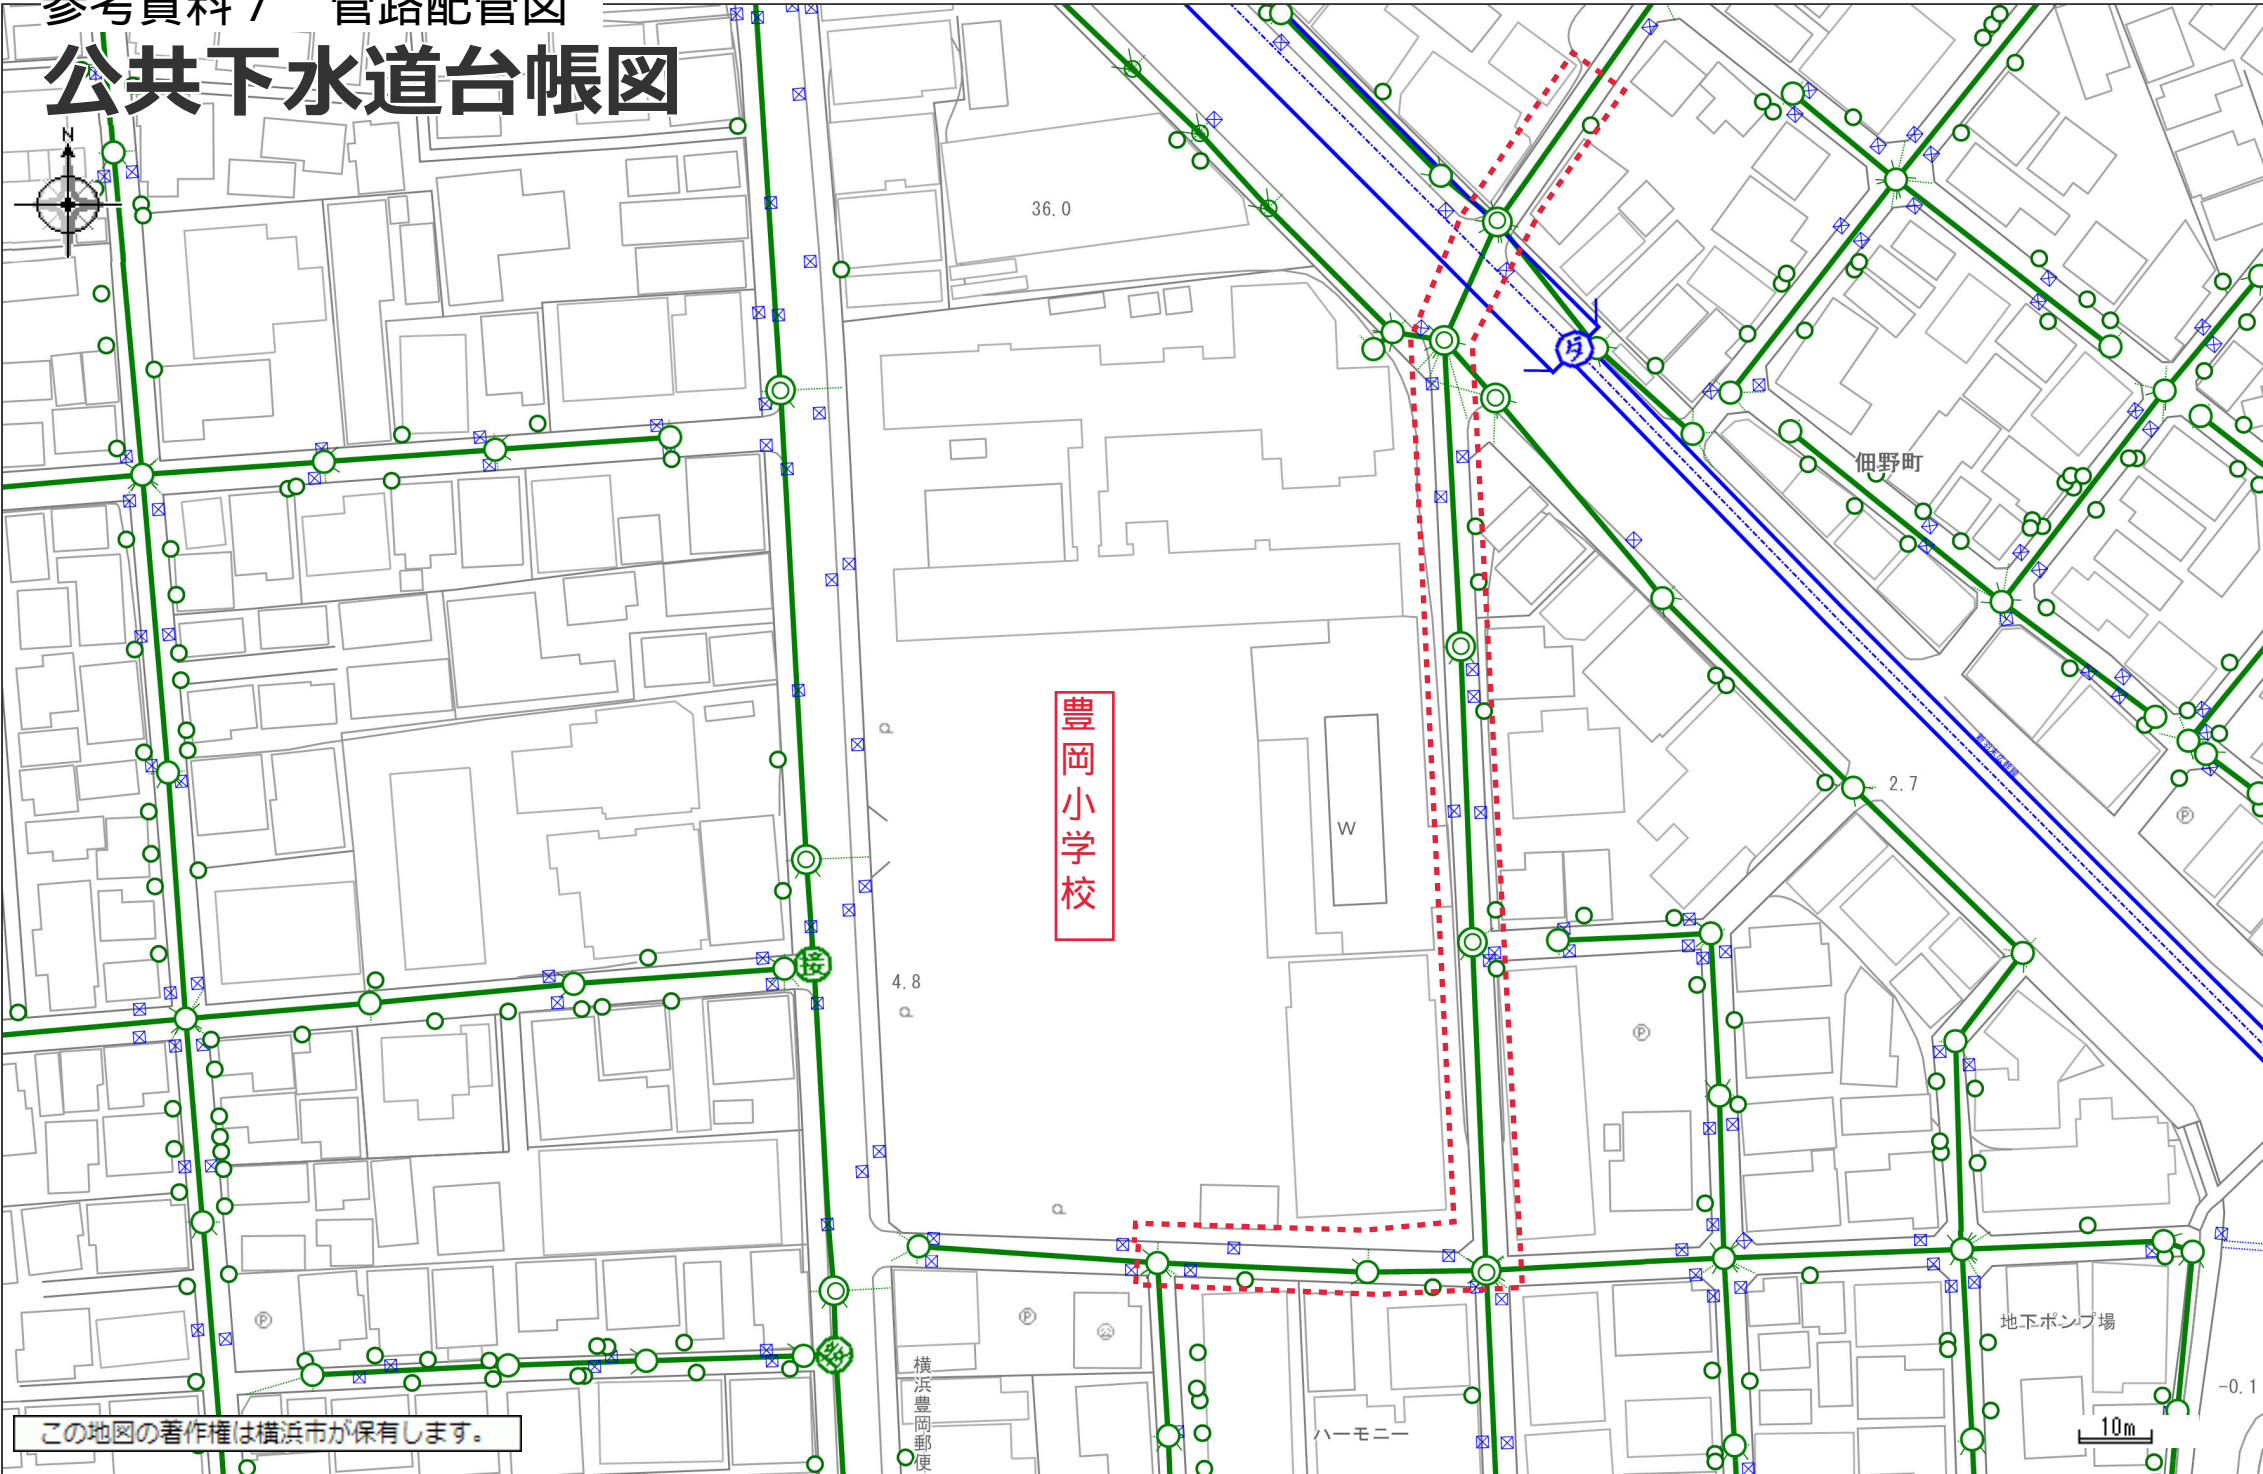 参考資料7 管路配管図
公共下水道台帳図
N
36.0
佃野町
豊岡小学校
W
2.7
4.8
接
P
P
P
P
地下ポンプ場
-0.1
横浜豊岡郵便
ハーモニー
10m
この地図の著作権は横浜市が保有します。